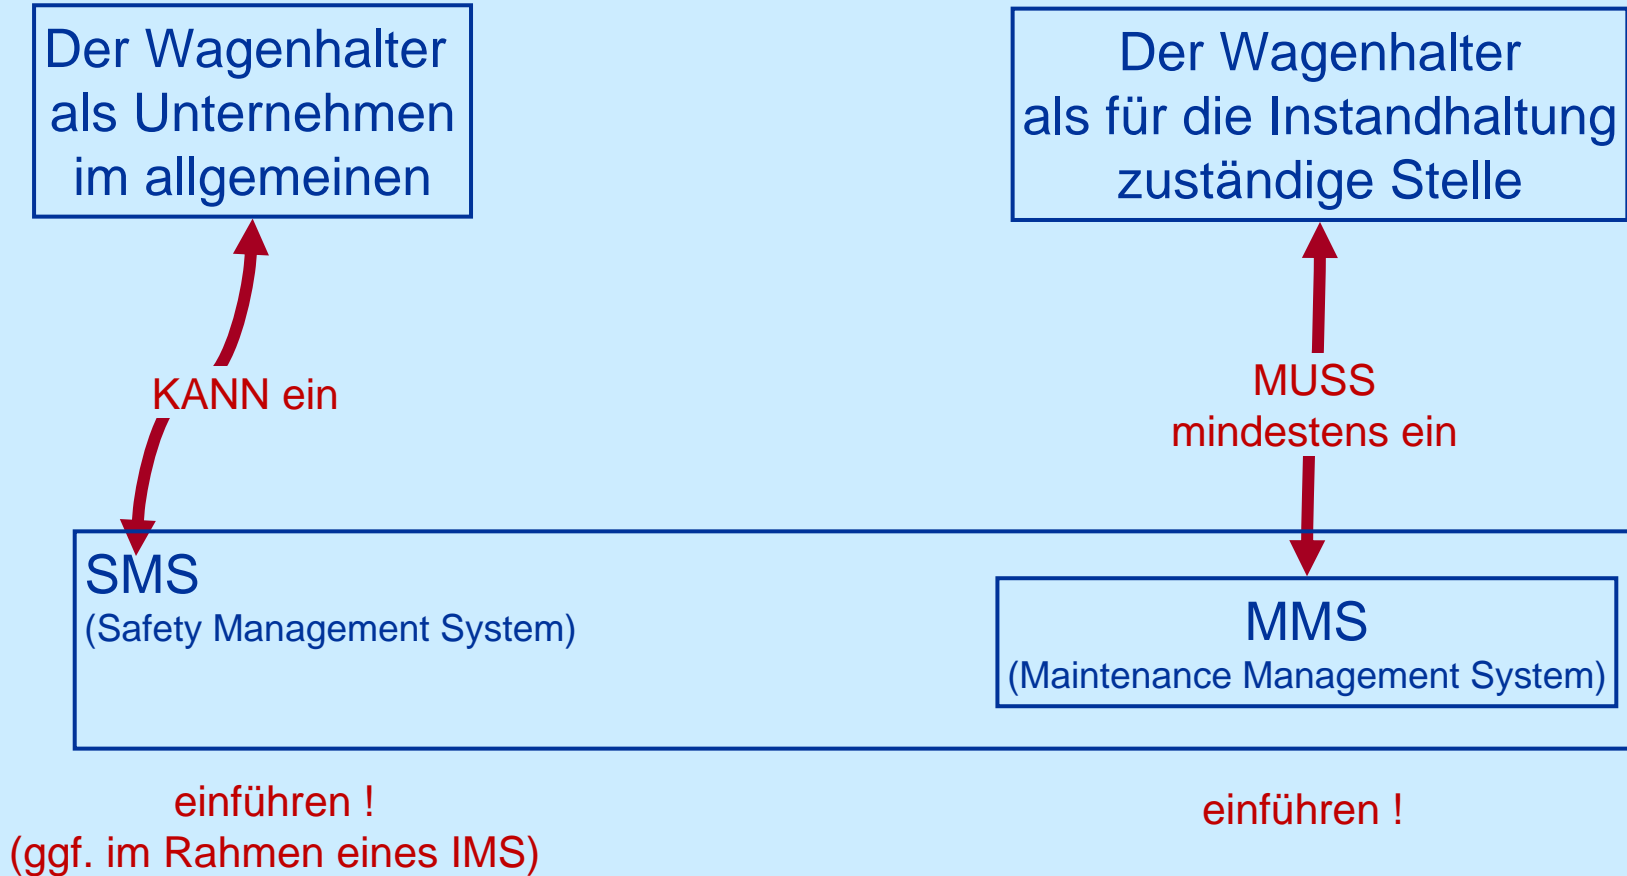 Der Wagenhalter
als Unternehmen
im allgemeinen
Der Wagenhalter
als für die Instandhaltung
zuständige Stelle
KANN ein
MUSS
mindestens ein
SMS
(Safety Management System)
MMS
(Maintenance Management System)
einführen !
(ggf. im Rahmen eines IMS)
einführen !